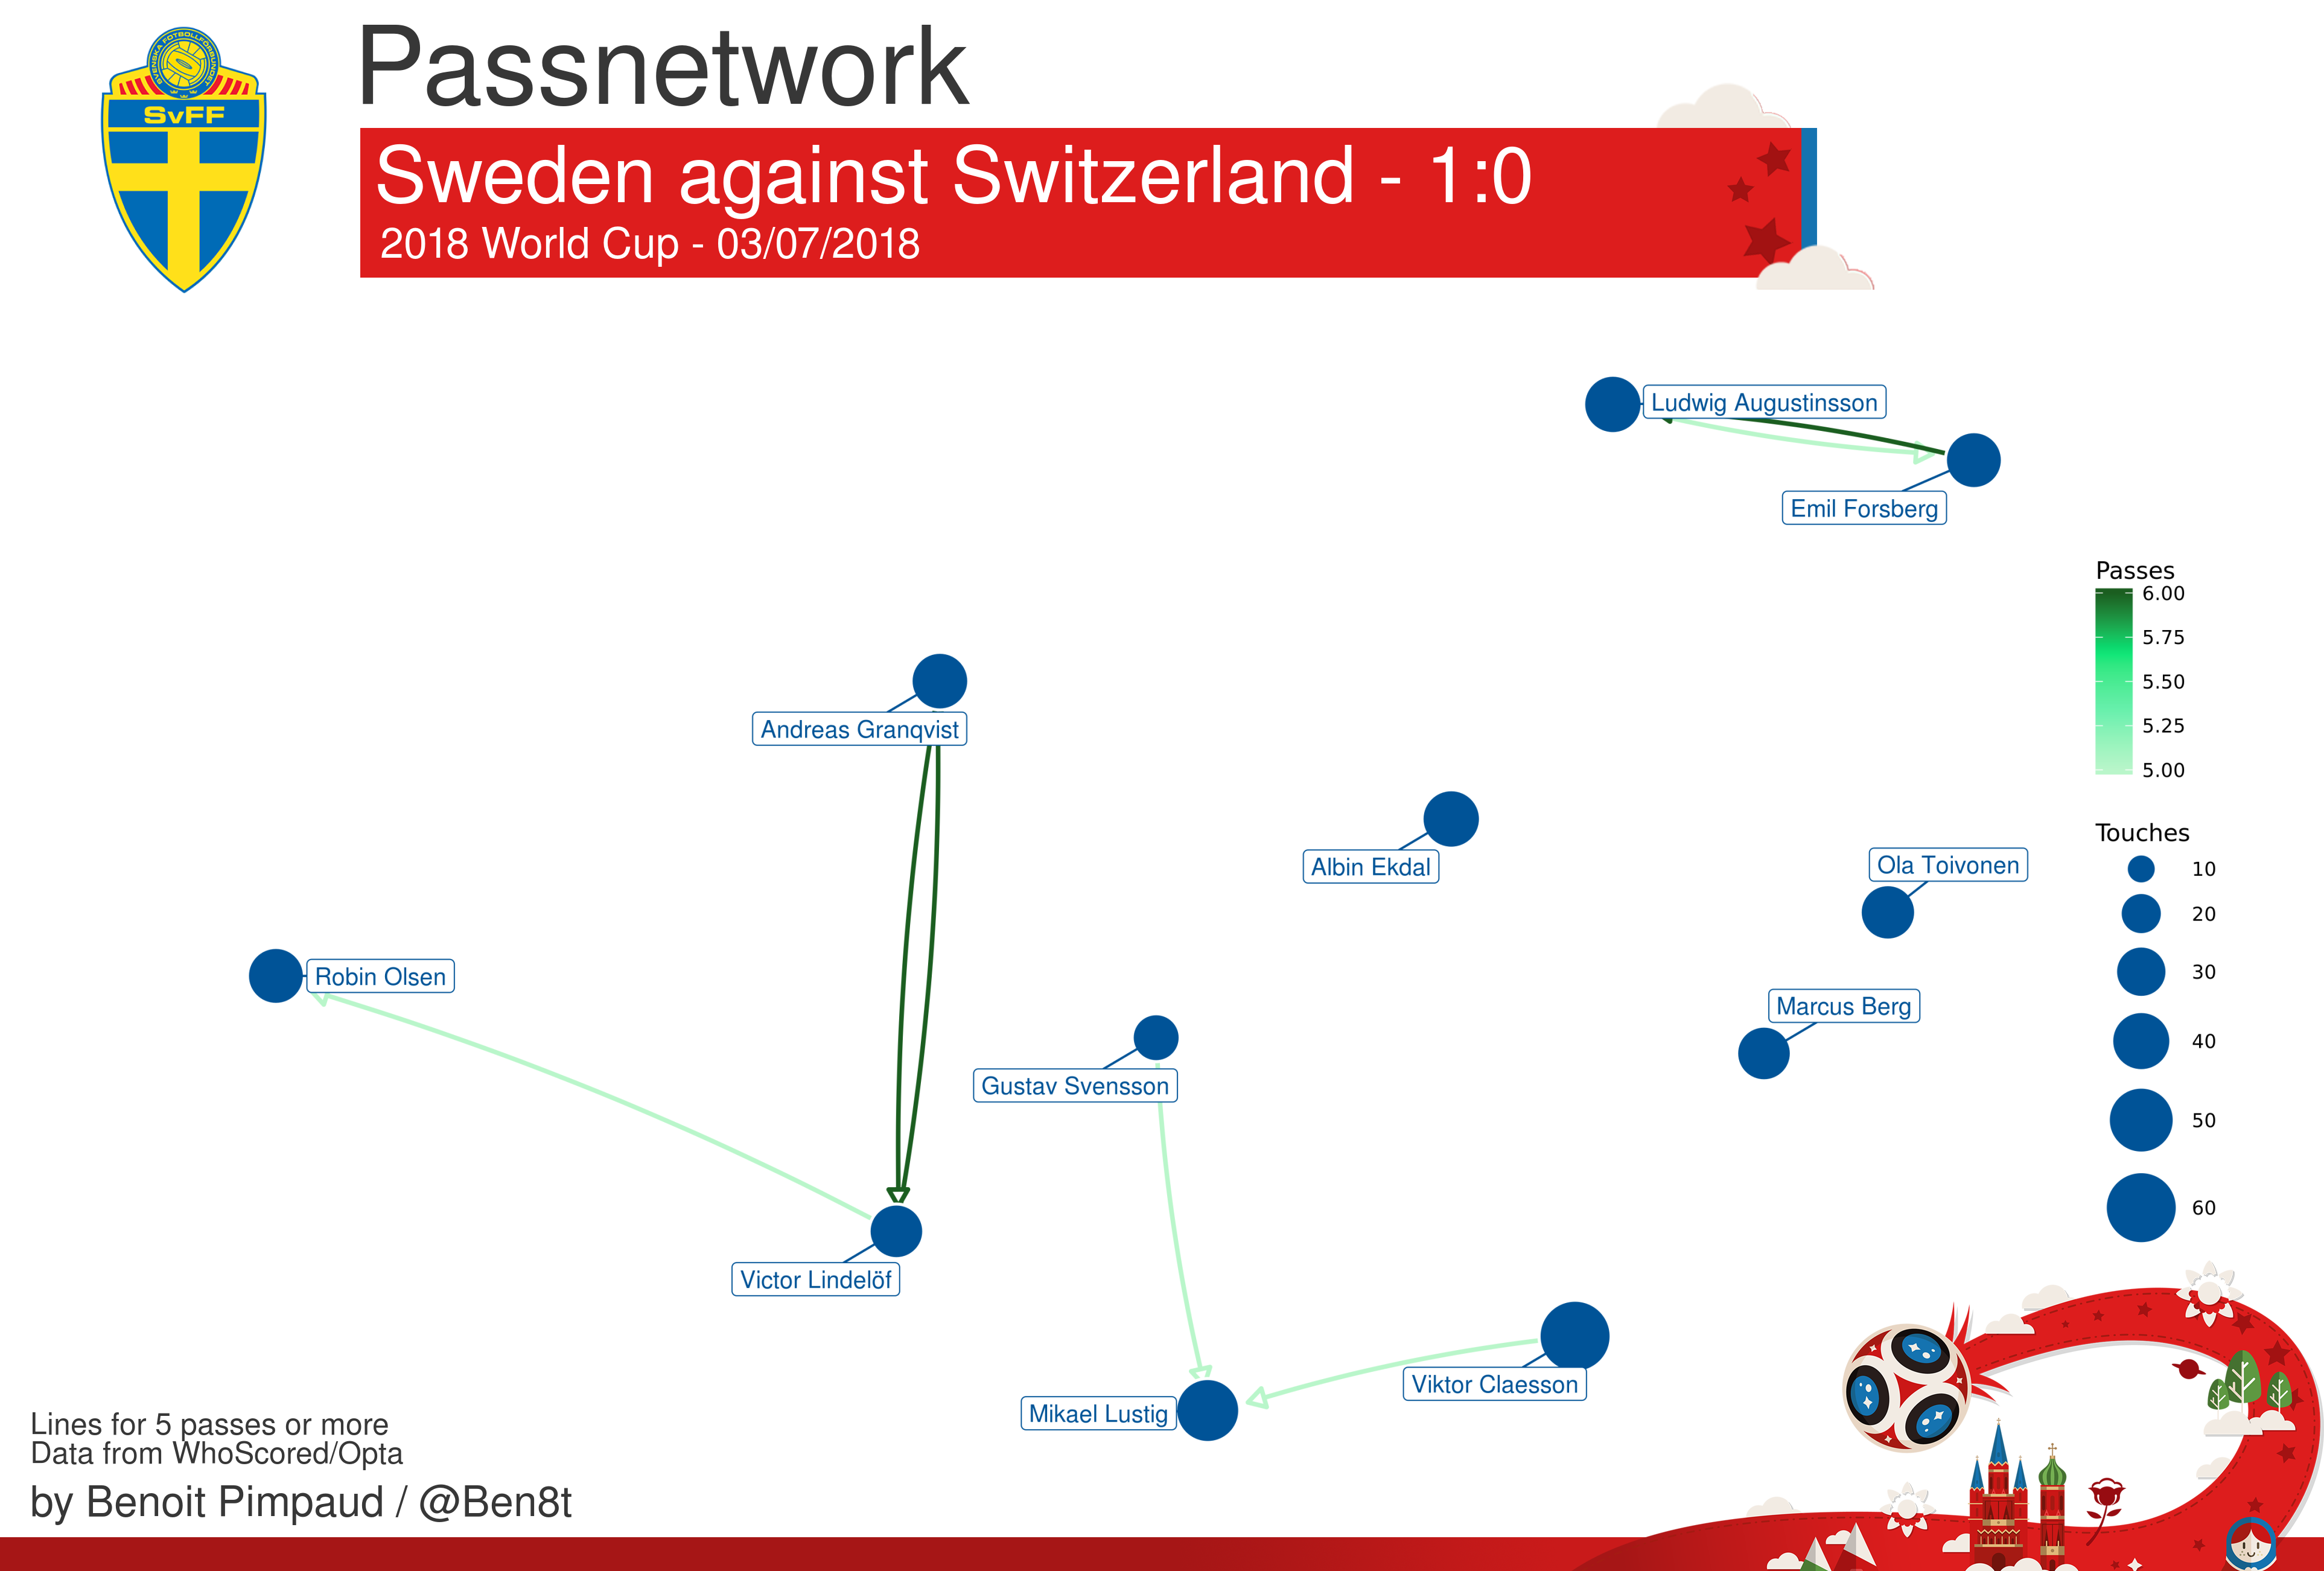 SVENSKA FOTBOLLFÖRBUNDET
SvFF
Passnetwork
Sweden against Switzerland - 1:0
2018 World Cup - 03/07/2018
Ludwig Augustinsson
Emil Forsberg
Passes
6.00
5.75
5.50
5.25
5.00
Andreas Granqvist
Albin Ekdal
Ola Toivonen
Touches
10
20
30
40
50
60
Robin Olsen
Marcus Berg
Gustav Svensson
Victor Lindelöf
Viktor Claesson
Mikael Lustig
Lines for 5 passes or more
Data from WhoScored/Opta
by Benoit Pimpaud / @Ben8t